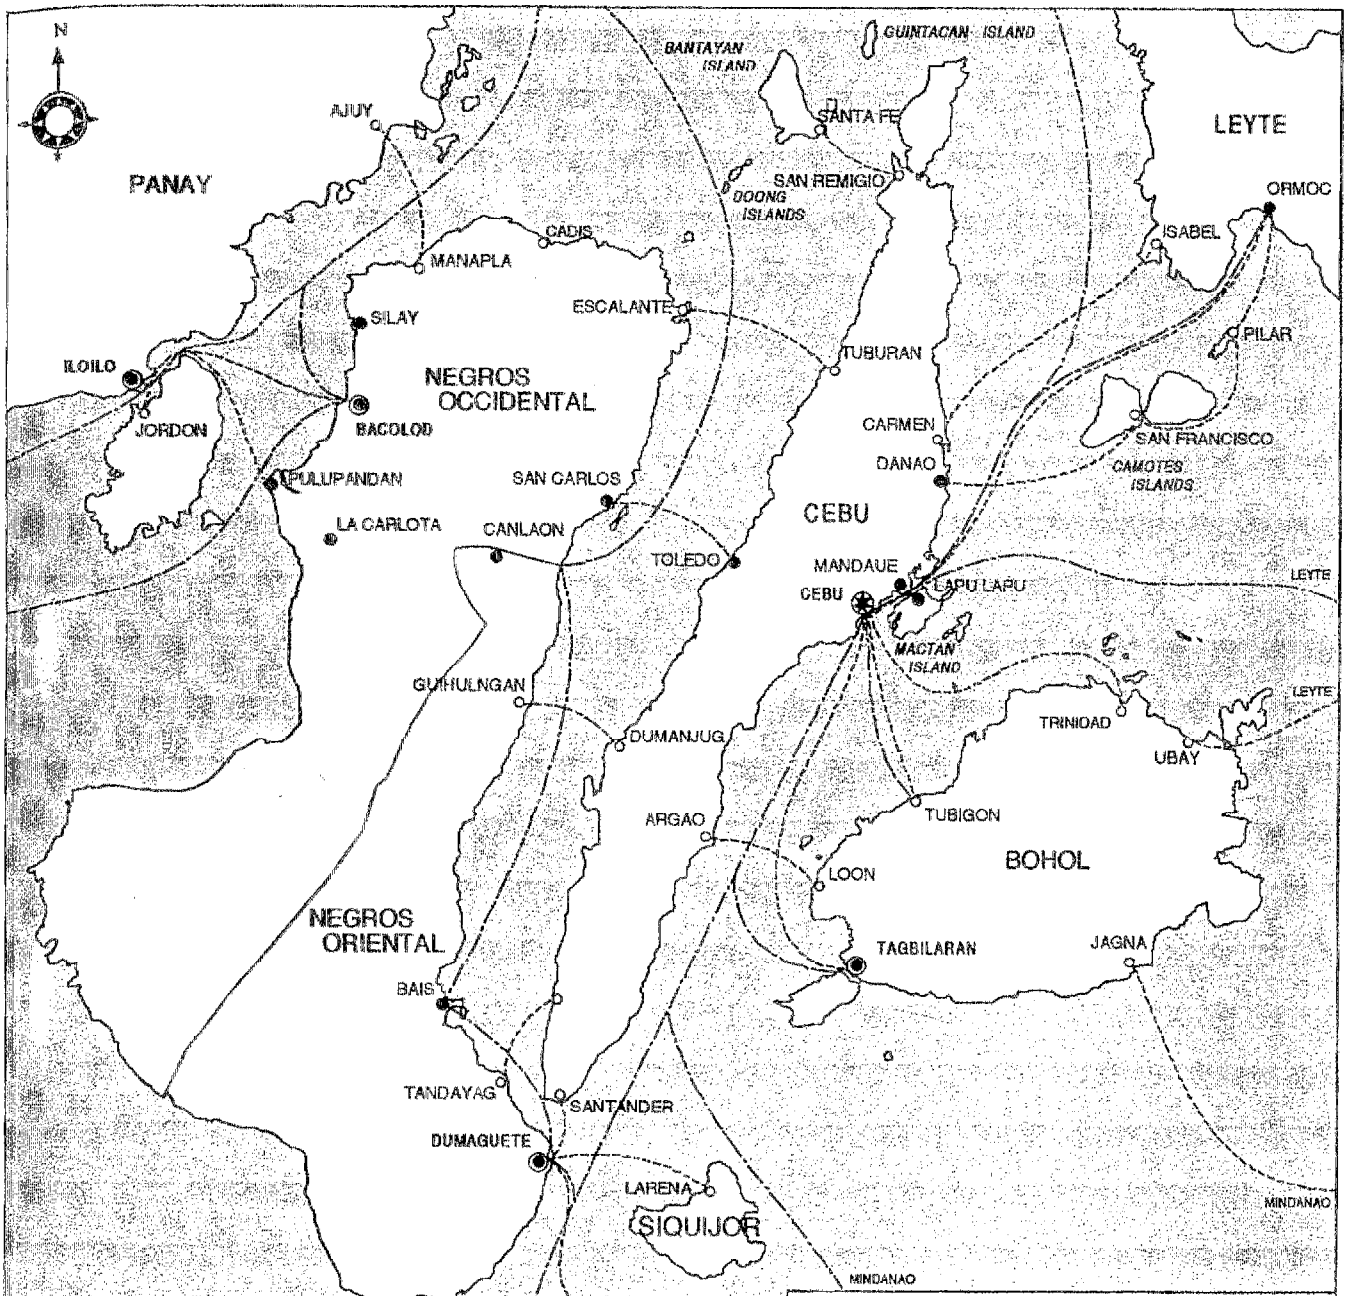 N
BANTAYAN
ISLAND
GUINTACAN ISLAND
AJUY
SANTA FE
LEYTE
PANAY
SAN REMIGIO
DOONG
ISLANDS
ORMOC
CADIS
ISABEL
MANAPLA
ESCALANTE
SILAY
PILAR
TUBURAN
ILOILO
NEGROS
OCCIDENTAL
JORDON
BACOLOD
CARMEN
SAN FRANCISCO
DANAO
CAMOTES
ISLANDS
PULUPANDAN
SAN CARLOS
CEBU
LA CARLOTA
CANLAON
TOLEDO
MANDAUE
LEYTE
CEBU
LAPU LAPU
MACTAN
ISLAND
GUIHULNGAN
LEYTE
TRINIDAD
DUMANJUG
UBAY
ARGAO
TUBIGON
BOHOL
LOON
NEGROS
ORIENTAL
TAGBILARAN
JAGNA
BAIS
TANDAYAG
SANTANDER
DUMAGUETE
LARENA
SIQUIJOR
MINDANAO
MINDANAO